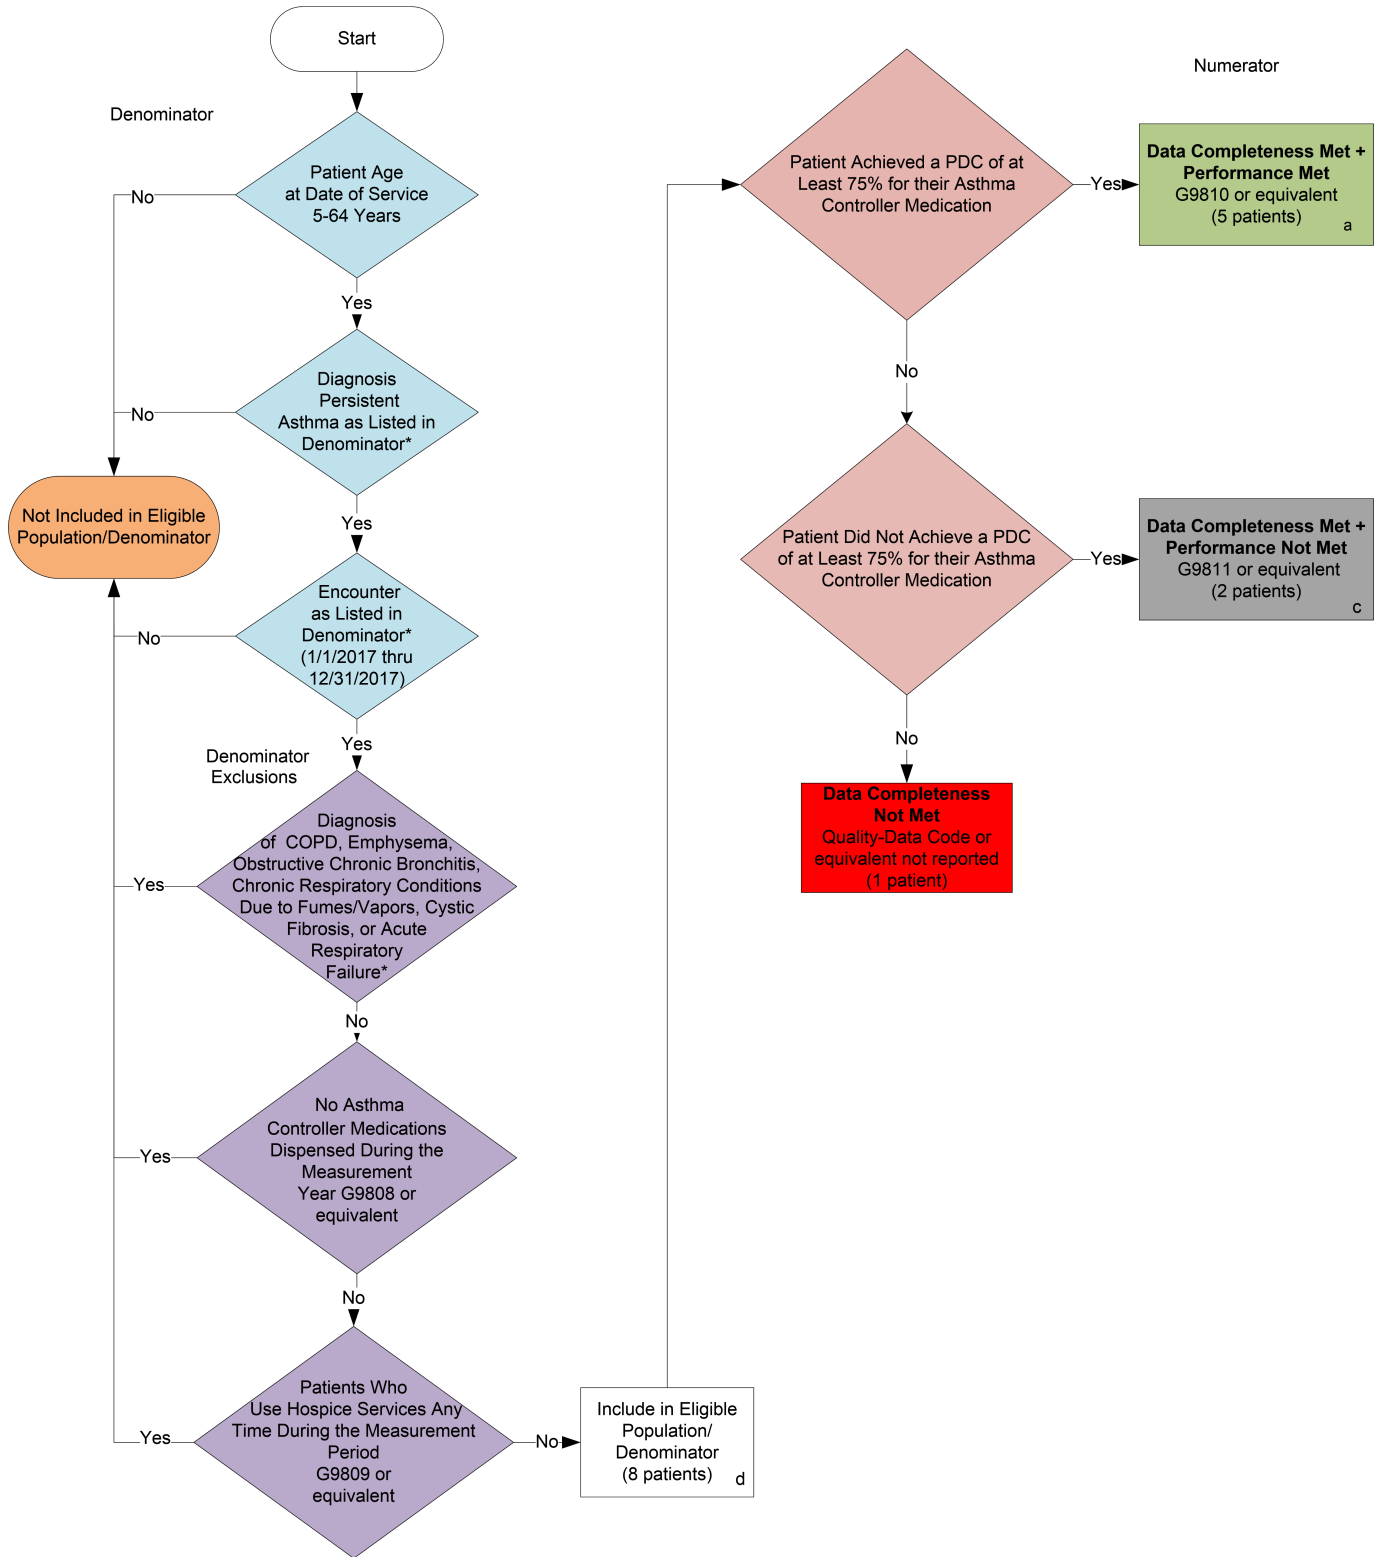 Start
Denominator
Patient Age
at Date of Service
5-64 Years
No
Yes
Diagnosis
Persistent
Asthma as Listed in
Denominator*
No
Yes
Not Included in Eligible
Population/Denominator
Encounter
as Listed in
Denominator*
(1/1/2017 thru
12/31/2017)
No
Yes
Denominator
Exclusions
Diagnosis
of  COPD, Emphysema,
Obstructive Chronic Bronchitis,
Chronic Respiratory Conditions
Due to Fumes/Vapors, Cystic
Fibrosis, or Acute
Respiratory
Failure*
Yes
No
No Asthma
Controller Medications
Dispensed During the
Measurement
Year G9808 or
equivalent
Yes
No
Patients Who
Use Hospice Services Any
Time During the Measurement
Period
G9809 or
equivalent
Yes
No
Include in Eligible
Population/
Denominator
(8 patients)
d
Numerator
Patient Achieved a PDC of at
Least 75% for their Asthma
Controller Medication
Yes
Data Completeness Met +
Performance Met
G9810 or equivalent
(5 patients)
a
No
Patient Did Not Achieve a PDC
of at Least 75% for their Asthma
Controller Medication
Yes
Data Completeness Met +
Performance Not Met
G9811 or equivalent
(2 patients)
c
No
Data Completeness
Not Met
Quality-Data Code or
equivalent not reported
(1 patient)